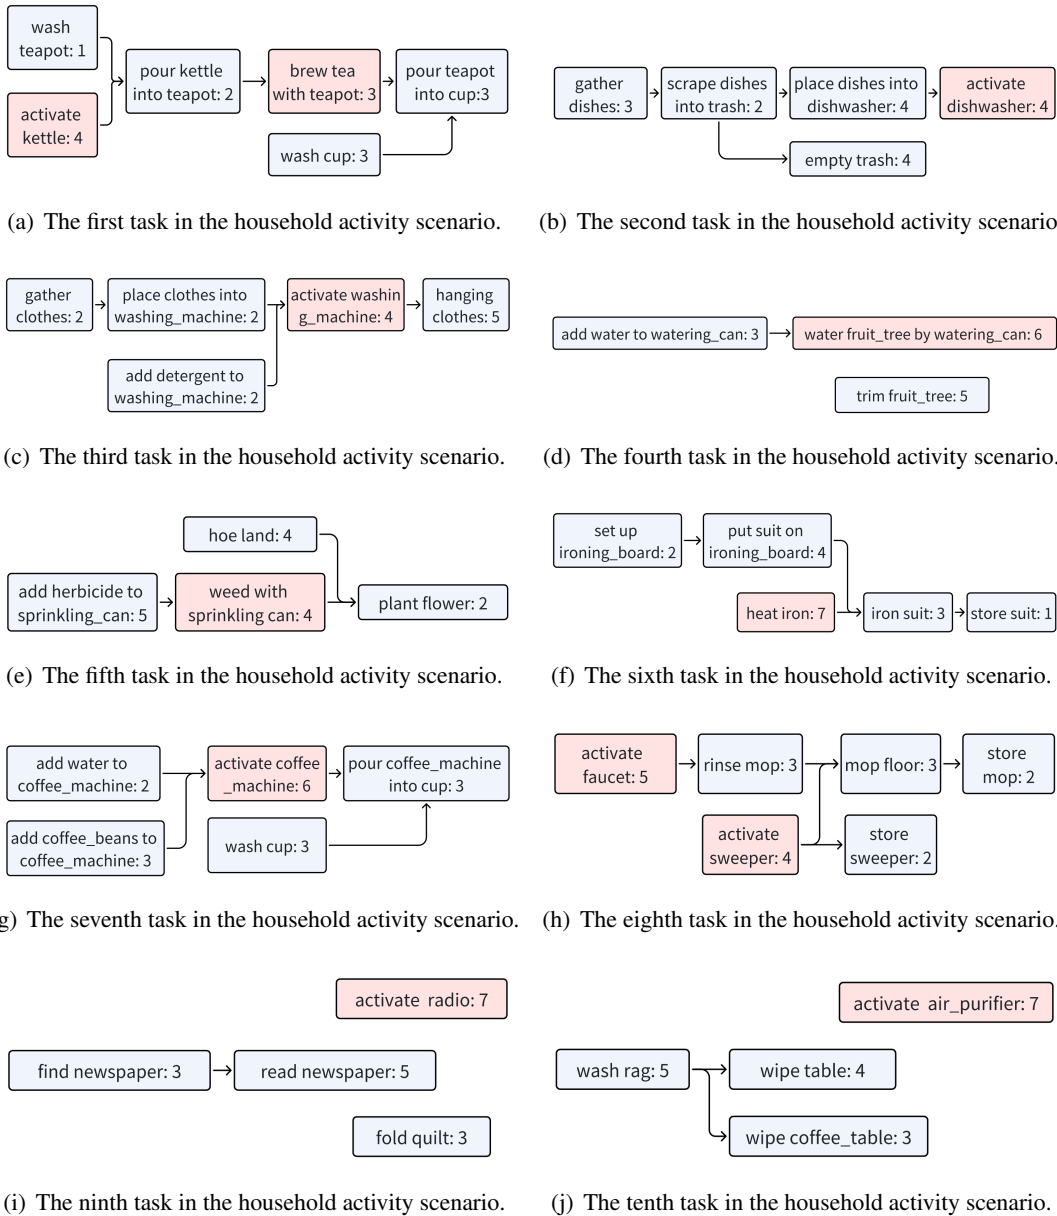 wash
teapot: 1
activate
kettle: 4
pour kettle
into teapot: 2
brew tea
with teapot: 3
pour teapot
into cup:3
wash cup: 3
(a) The first task in the household activity scenario.
gather
dishes: 3
scrape dishes
into trash: 2
place dishes into
dishwasher: 4
activate
dishwasher: 4
empty trash: 4
(b) The second task in the household activity scenario
gather
clothes: 2
place clothes into
washing_machine: 2
activate washin
g_machine: 4
hanging
clothes: 5
add detergent to
washing_machine: 2
(c) The third task in the household activity scenario.
add water to watering_can: 3
water fruit_tree by watering_can: 6
trim fruit_tree: 5
(d) The fourth task in the household activity scenario.
hoe land: 4
add herbicide to
sprinkling_can: 5
weed with
sprinkling can: 4
plant flower: 2
(e) The fifth task in the household activity scenario.
set up
ironing_board: 2
put suit on
ironing_board: 4
heat iron: 7
iron suit: 3
store suit: 1
(f) The sixth task in the household activity scenario.
add water to
coffee_machine: 2
add coffee_beans to
coffee_machine: 3
activate coffee
_machine: 6
pour coffee_machine
into cup: 3
wash cup: 3
g) The seventh task in the household activity scenario.
activate
faucet: 5
rinse mop: 3
mop floor: 3
store
mop: 2
activate
sweeper: 4
store
sweeper: 2
(h) The eighth task in the household activity scenario.
activate radio: 7
find newspaper: 3
read newspaper: 5
fold quilt: 3
(i) The ninth task in the household activity scenario.
activate air_purifier: 7
wash rag: 5
wipe table: 4
wipe coffee_table: 3
(j) The tenth task in the household activity scenario.